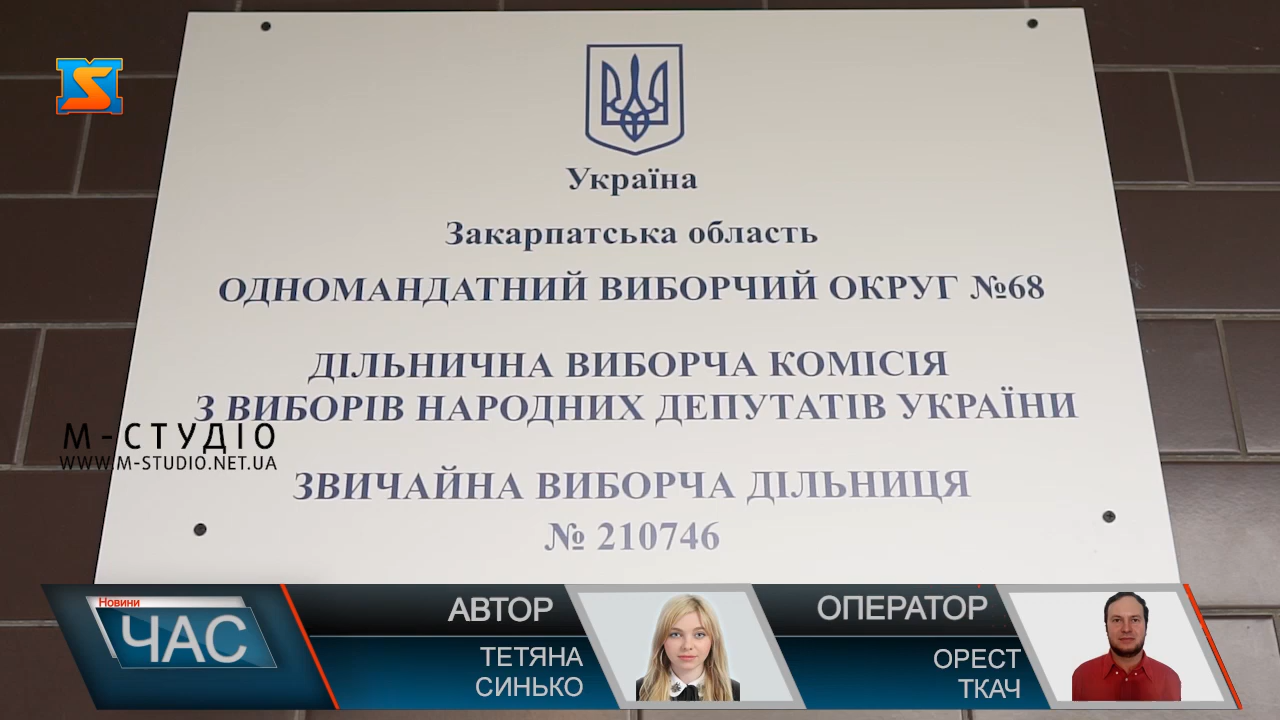 Україна
Закарпатська область
ОДНОМАНДАТНИЙ ВИБОРЧИЙ ОКРУГ №68
ДІЛЬНИЧНА ВИБОРЧА КОМІСІЯ
З ВИБОРІВ НАРОДНИХ ДЕПУТАТІВ УКРАЇНИ
М-СТУДІО
WWW.M-STUDIO.NET.UA
ЗВИЧАЙНА ВИБОРЧА ДІЛЬНИЦЯ
№ 210746
Новини
ЧАС
АВТОР
ТЕТЯНА
СИНЬКО
ОПЕРАТОР
ОРЕСТ
ТКАЧ